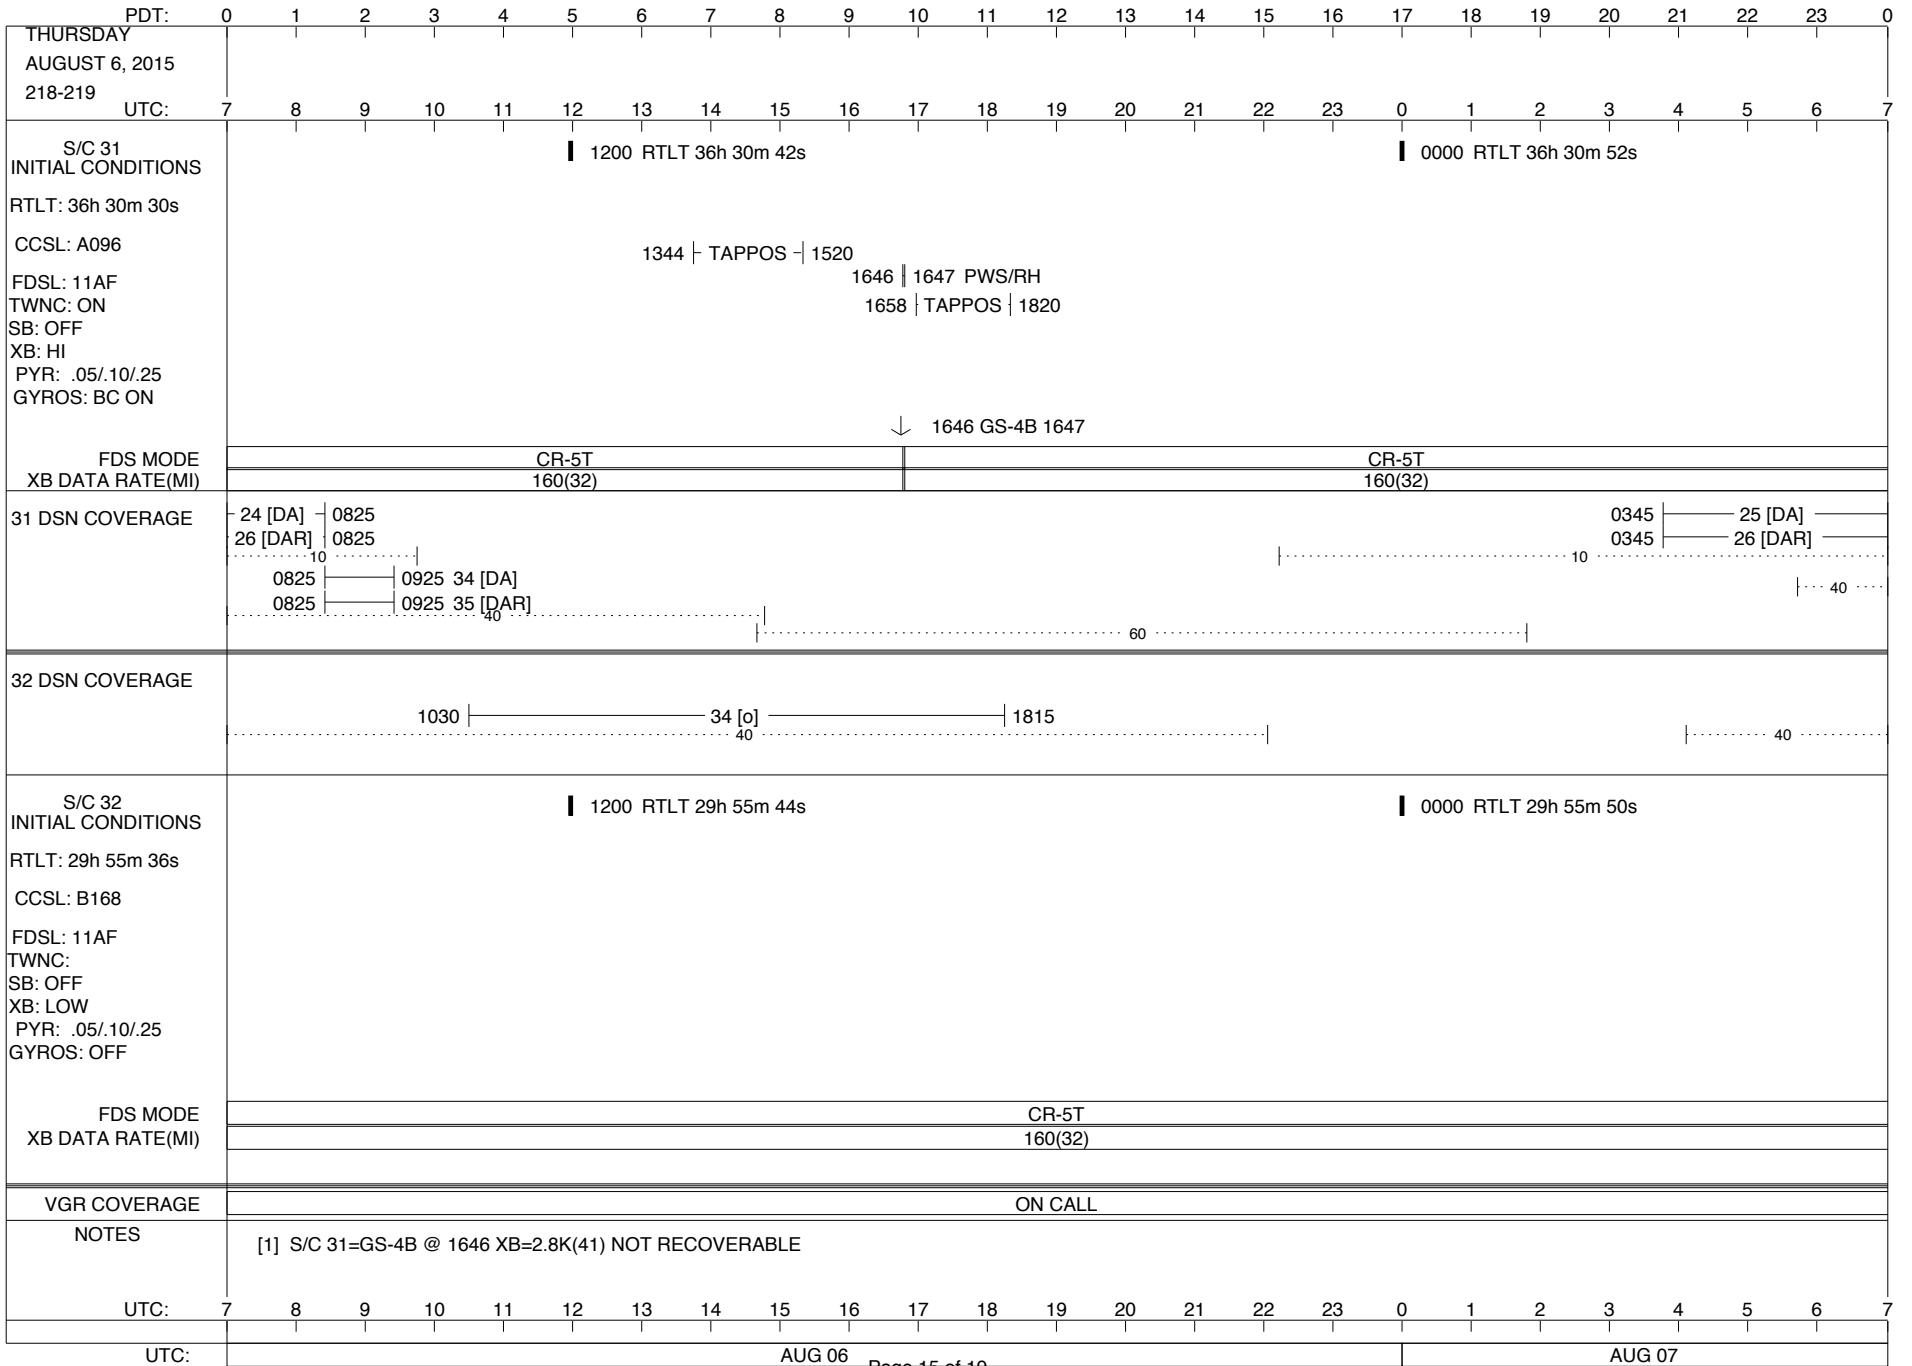 PDT: 0 1 2 3 4 5 6 7 8 9 10 11 12 13 14 15 16 17 18 19 20 21 22 23 0
THURSDAY
AUGUST 6, 2015
218-219
UTC: 7 8 9 10 11 12 13 14 15 16 17 18 19 20 21 22 23 0 1 2 3 4 5 6 7
S/C 31
INITIAL CONDITIONS
1200 RTLT 36h 30m 42s
0000 RTLT 36h 30m 52s
RTLT: 36h 30m 30s
CCSL: A096
1344 TAPPOS 1520
FDSL: 11AF
1646 1647 PWS/RH
TWNC: ON
1658 TAPPOS 1820
SB: OFF
XB: HI
PYR: .05/.10/.25
GYROS: BC ON
1646 GS-4B 1647
FDS MODE CR-5T CR-5T
XB DATA RATE(MI) 160(32) 160(32)
31 DSN COVERAGE
24 [DA] 0825
0345 25 [DA]
26 [DAR] 0825
0345 26 [DAR]
10
10
0825 0925 34 [DA]
40
0825 0925 35 [DAR]
40
60
32 DSN COVERAGE
1030 34 [o] 1815
40
40
S/C 32
INITIAL CONDITIONS
1200 RTLT 29h 55m 44s
0000 RTLT 29h 55m 50s
RTLT: 29h 55m 36s
CCSL: B168
FDSL: 11AF
TWNC:
SB: OFF
XB: LOW
PYR: .05/.10/.25
GYROS: OFF
FDS MODE CR-5T
XB DATA RATE(MI) 160(32)
VGR COVERAGE ON CALL
NOTES
[1] S/C 31=GS-4B @ 1646 XB=2.8K(41) NOT RECOVERABLE
UTC: 7 8 9 10 11 12 13 14 15 16 17 18 19 20 21 22 23 0 1 2 3 4 5 6 7
UTC: AUG 06 AUG 07
Page 15 of 19